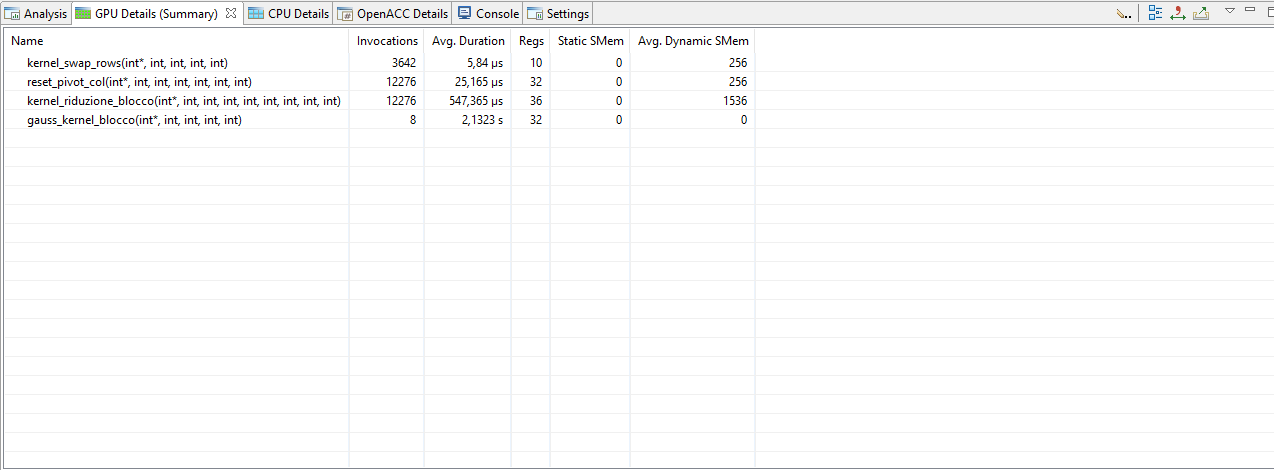 Analysis GPU Details (Summary) CPU Details OpenACC Details Console Settings
Name Invocations Avg. Duration Regs Static SMem Avg. Dynamic SMem
kernel_swap_rows(int*, int, int, int, int) 3642 5,84 µs 10 0 256
reset_pivot_col(int*, int, int, int, int, int, int) 12276 25,165 µs 32 0 256
kernel_riduzione_blocco(int*, int, int, int, int, int, int, int, int) 12276 547,365 µs 36 0 1536
gauss_kernel_blocco(int*, int, int, int, int) 8 2,1323 s 32 0 0